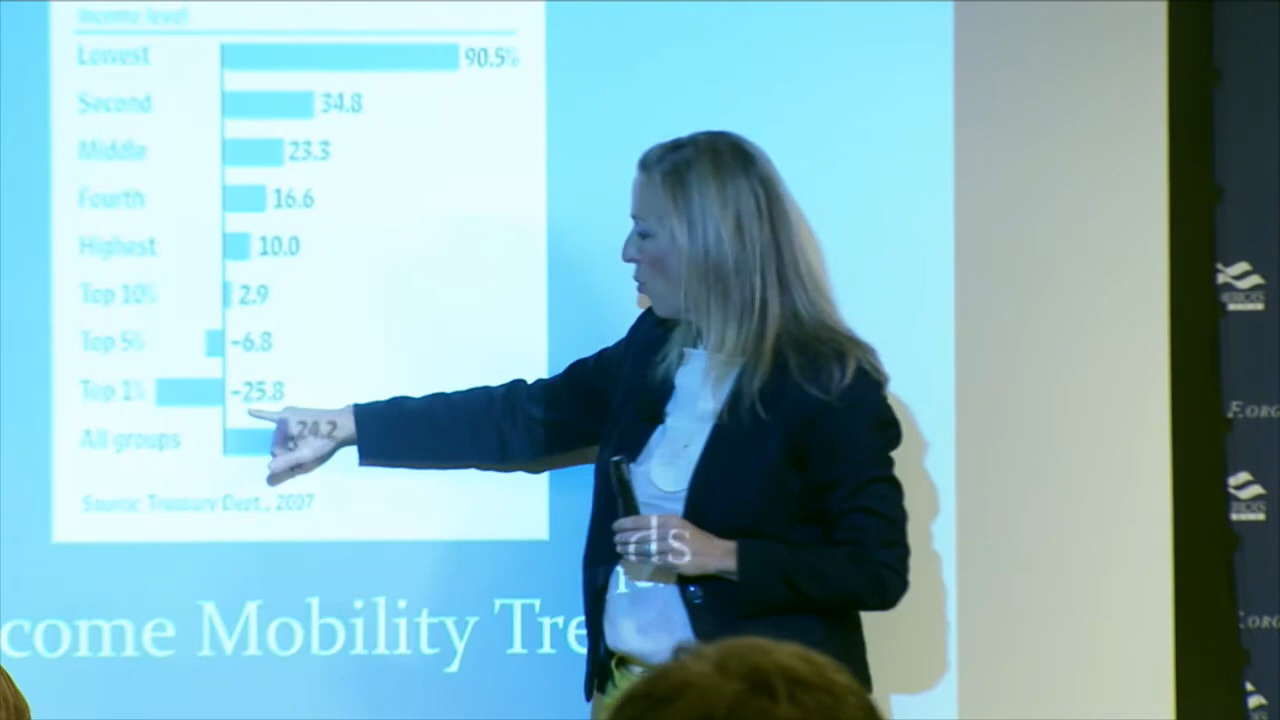 Income level
Lowest 90.5%
Second 34.8
Middle 23.3
Fourth 16.6
Highest 10.0
Top 10% 2.9
Top 5% -6.8
Top 1% -25.8
All groups 24.2
Source: Treasury Dept., 2007
come Mobility Tre
ds